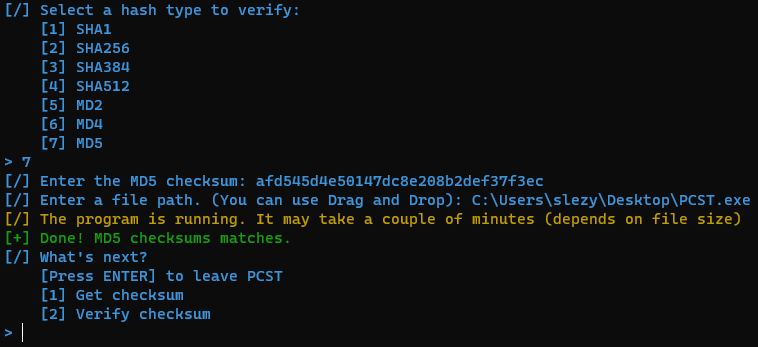 [/] Select a hash type to verify:
[1] SHA1
[2] SHA256
[3] SHA384
[4] SHA512
[5] MD2
[6] MD4
[7] MD5
> 7
[/] Enter the MD5 checksum: afd545d4e50147dc8e208b2def37f3ec
[/] Enter a file path. (You can use Drag and Drop): C:\Users\slezy\Desktop\PCST.exe
[/] The program is running. It may take a couple of minutes (depends on file size)
[+] Done! MD5 checksums matches.
[/] What's next?
[Press ENTER] to leave PCST
[1] Get checksum
[2] Verify checksum
>